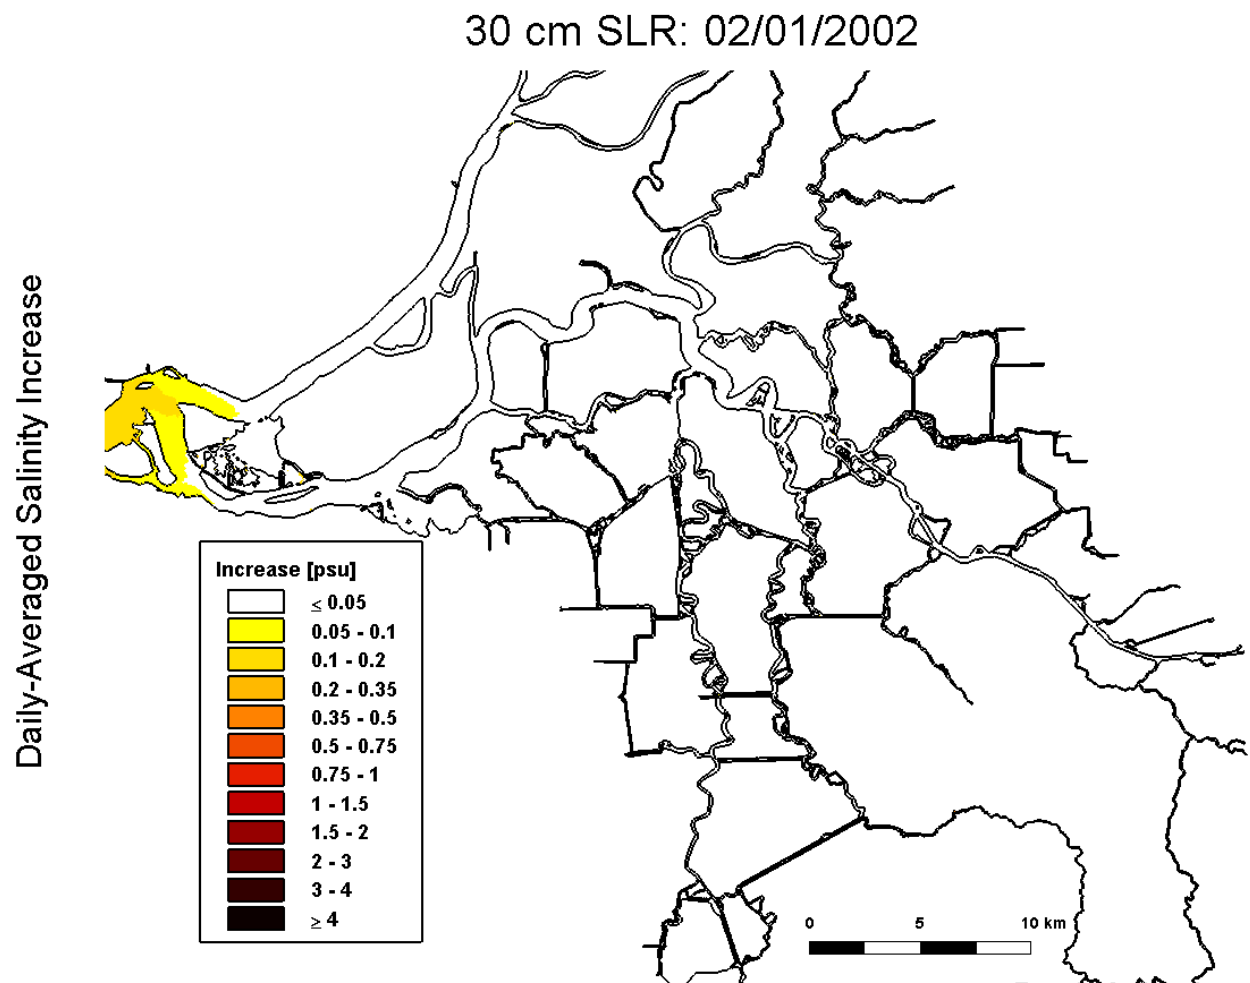 30 cm SLR: 02/01/2002
Daily-Averaged Salinity Increase
Increase [psu]
≤ 0.05
0.05 - 0.1
0.1 - 0.2
0.2 - 0.35
0.35 - 0.5
0.5 - 0.75
0.75 - 1
1 - 1.5
1.5 - 2
2 - 3
3 - 4
≥ 4
0 5 10 km